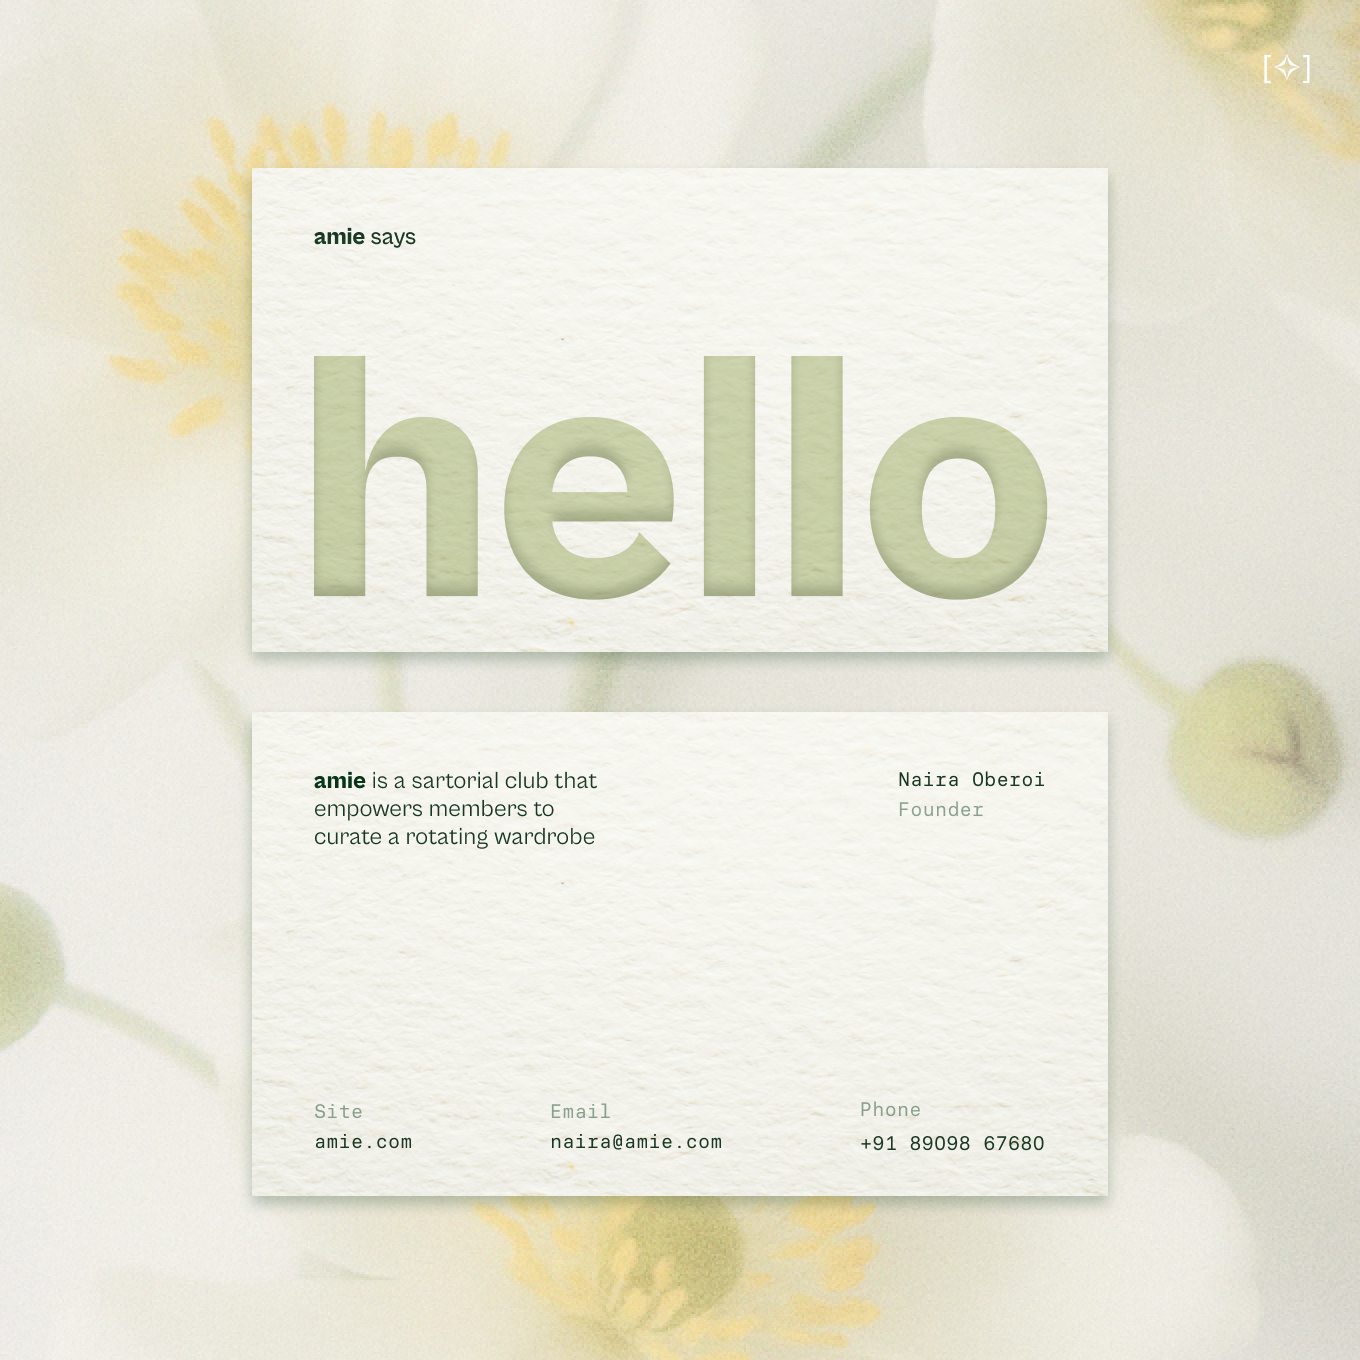 [✧]
amie says
hello
amie is a sartorial club that
empowers members to
curate a rotating wardrobe
Naira Oberoi
Founder
Site
amie.com
Email
naira@amie.com
Phone
+91 89098 67680